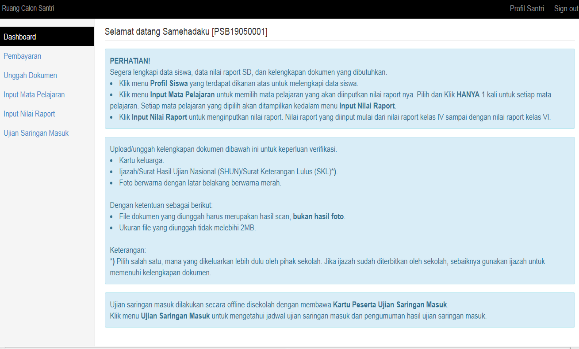 Ruang Calon Santri Profil Santri Sign out
Dashboard
Pembayaran
Unggah Dokumen
Input Mata Pelajaran
Input Nilai Raport
Ujian Saringan Masuk
Selamat datang Samehadaku [PSB19050001]
PERHATIAN!
Segera lengkapi data siswa, data nilai raport SD, dan kelengkapan dokumen yang dibutuhkan.
• Klik menu Profil Siswa yang terdapat dikanan atas untuk melengkapi data siswa.
• Klik menu Input Mata Pelajaran untuk memilih mata pelajaran yang akan diinputkan nilai raport nya. Pilih dan Klik HANYA 1 kali untuk setiap mata
pelajaran. Setiap mata pelajaran yang dipilih akan ditampilkan kedalam menu Input Nilai Raport.
• Klik Input Nilai Raport untuk menginputkan nilai raport. Nilai raport yang diinput mulai dari nilai raport kelas IV sampai dengan nilai raport kelas VI.
Upload/unggah kelengkapan dokumen dibawah ini untuk keperluan verifikasi.
• Kartu keluarga.
• Ijazah/Surat Hasil Ujian Nasional (SHUN)/Surat Keterangan Lulus (SKL)*)
• Foto berwarna dengan latar belakang berwarna merah.
Dengan ketentuan sebagai berikut:
• File dokumen yang diunggah harus merupakan hasil scan, bukan hasil foto.
• Ukuran file yang diunggah tidak melebihi 2MB.
Keterangan:
*) Pilih salah satu, mana yang dikeluarkan lebih dulu oleh pihak sekolah. Jika ijazah sudah diterbitkan oleh sekolah, sebaiknya gunakan ijazah untuk
memenuhi kelengkapan dokumen.
Ujian saringan masuk dilakukan secara offline disekolah dengan membawa Kartu Peserta Ujian Saringan Masuk.
Klik menu Ujian Saringan Masuk untuk mengetahui jadwal ujian saringan masuk dan pengumuman hasil ujian saringan masuk.